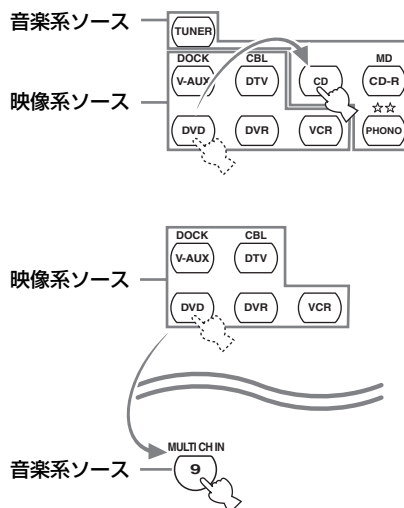 音楽系ソース
TUNER
DOCK CBL MD
V-AUX DTV CD CD-R
映像系ソース
☆☆
DVD DVR VCR PHONO
DOCK CBL
V-AUX DTV
映像系ソース
DVD DVR VCR
MULTI CH IN
音楽系ソース 9